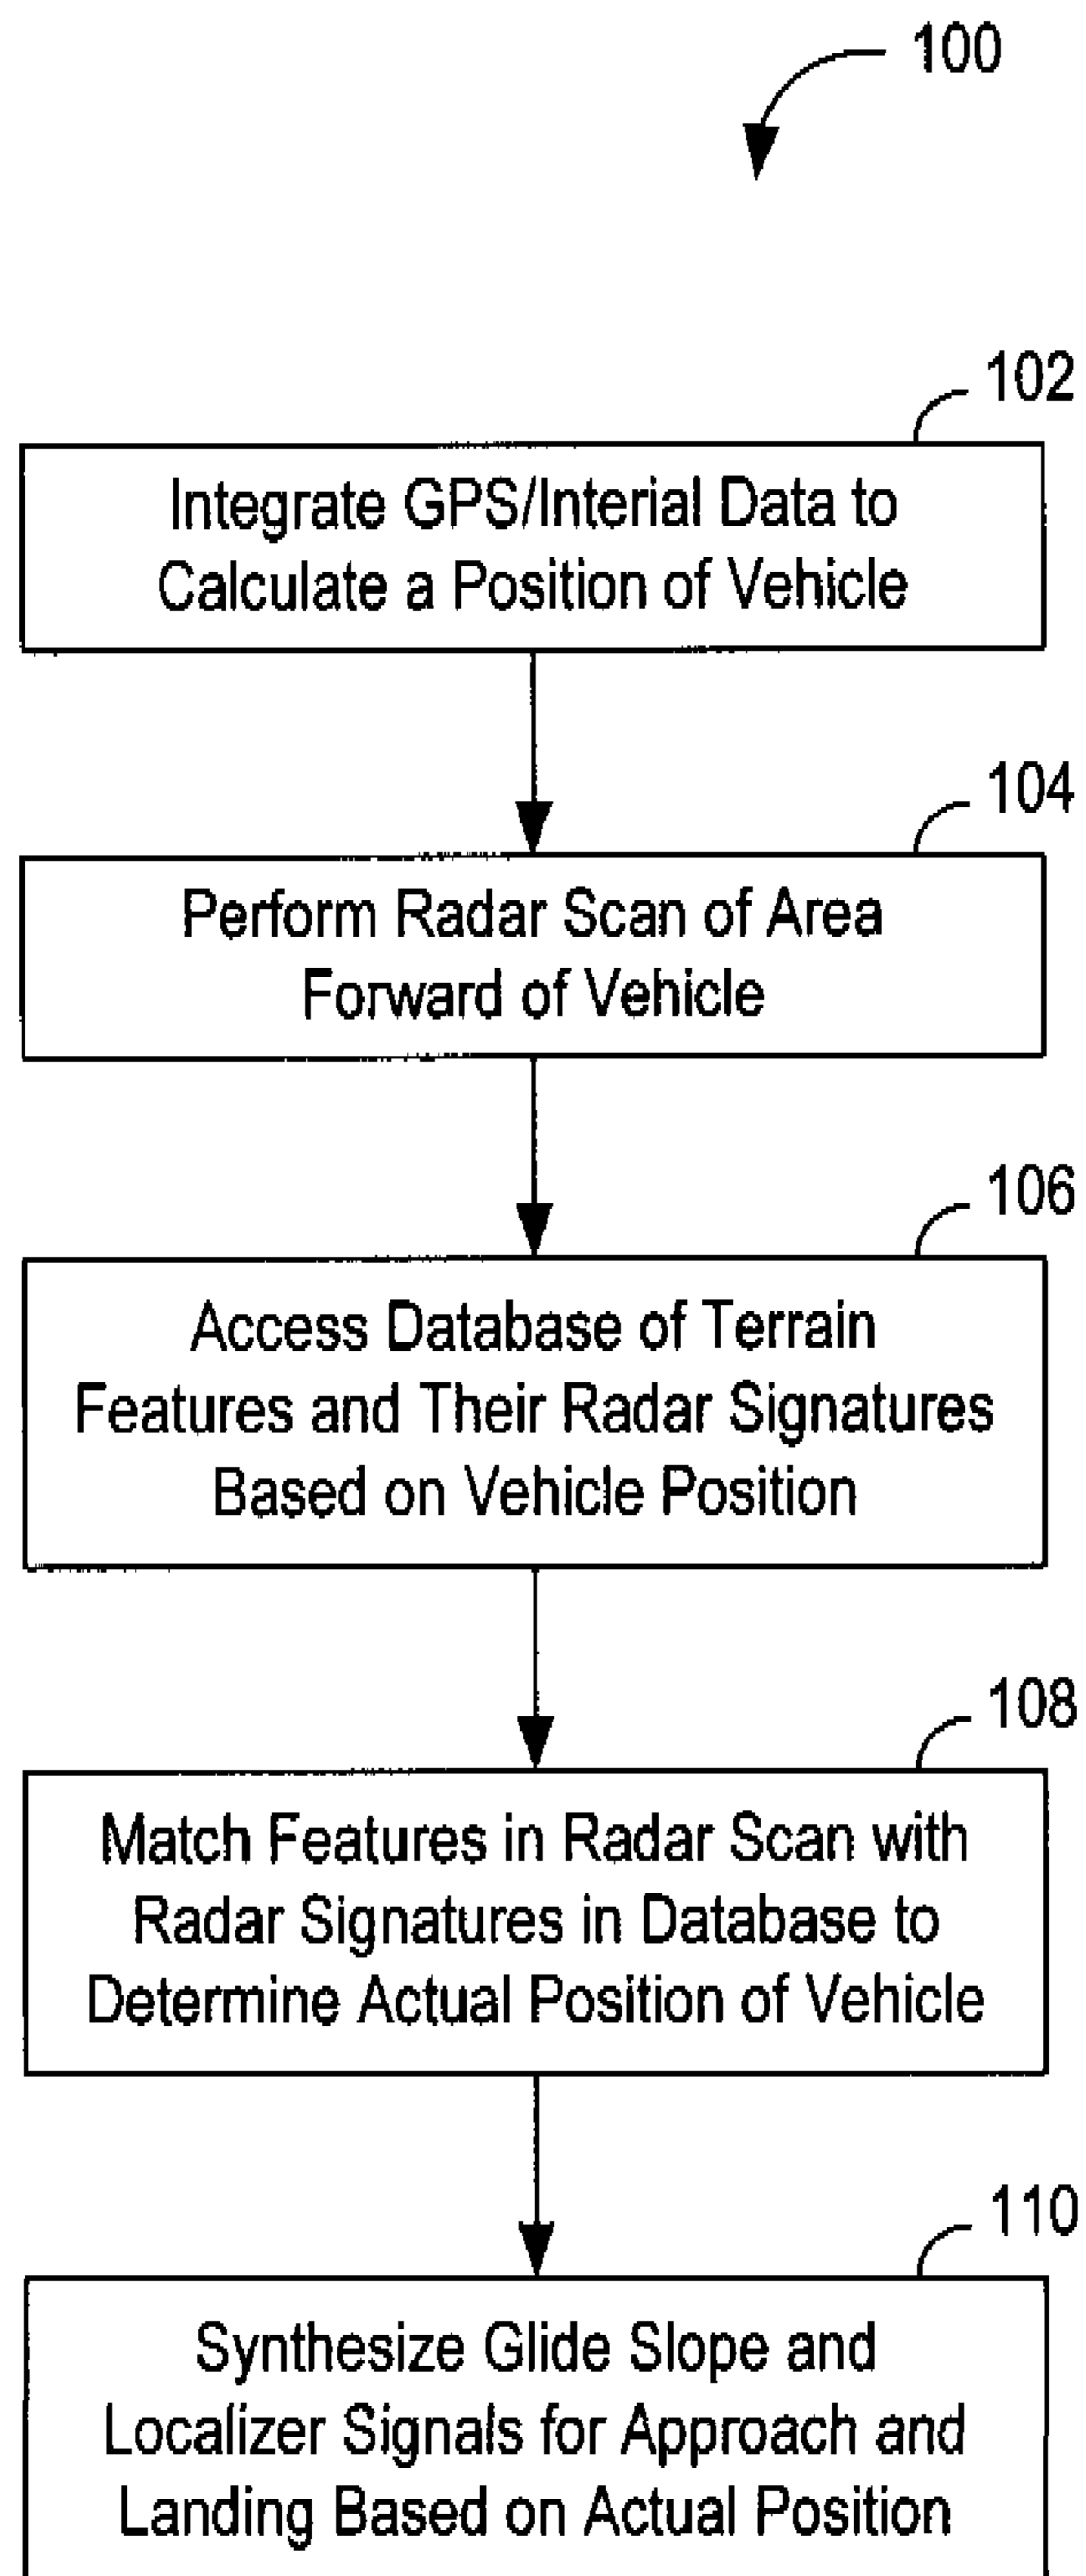 100
102
Integrate GPS/Interial Data to
Calculate a Position of Vehicle
104
Perform Radar Scan of Area
Forward of Vehicle
106
Access Database of Terrain
Features and Their Radar Signatures
Based on Vehicle Position
108
Match Features in Radar Scan with
Radar Signatures in Database to
Determine Actual Position of Vehicle
110
Synthesize Glide Slope and
Localizer Signals for Approach and
Landing Based on Actual Position